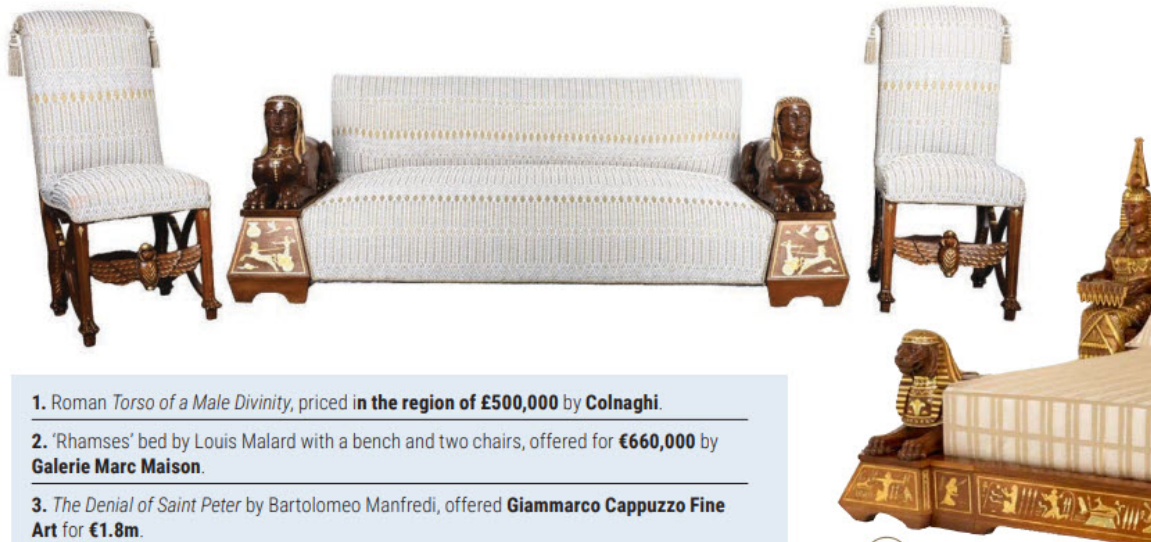 1. Roman Torso of a Male Divinity, priced in the region of £500,000 by Colnaghi.
2. ‘Rhamses’ bed by Louis Malard with a bench and two chairs, offered for €660,000 by
Galerie Marc Maison.
3. The Denial of Saint Peter by Bartolomeo Manfredi, offered Giammarco Cappuzzo Fine
Art for €1.8m.